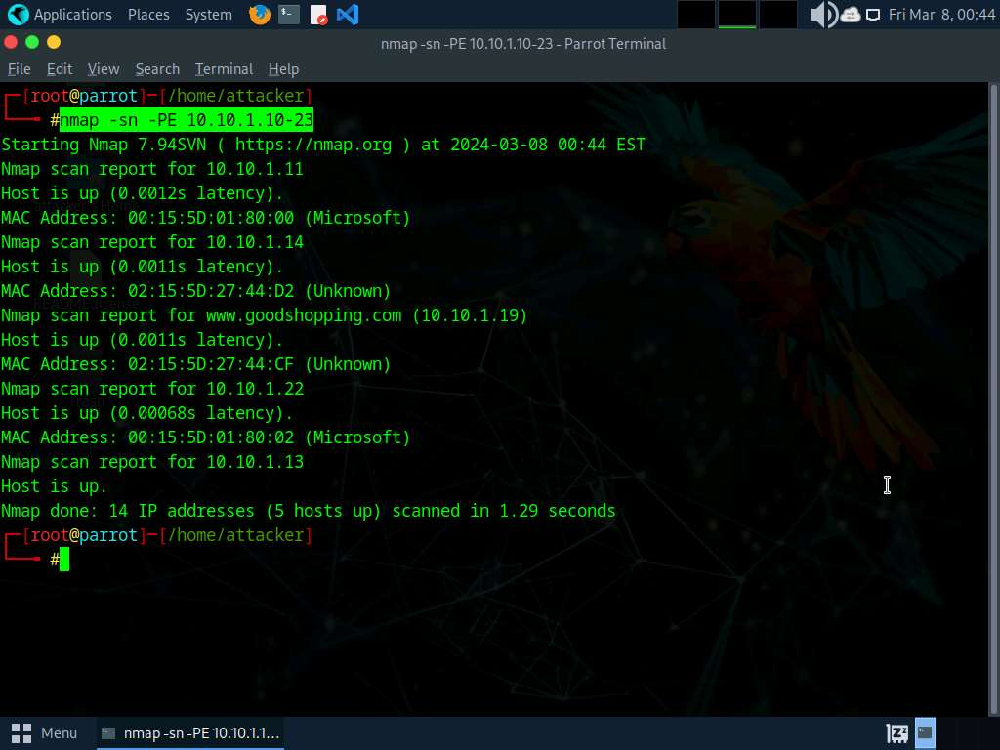 Applications Places System Fri Mar 8, 00:44
nmap -sn -PE 10.10.1.10-23 - Parrot Terminal
File Edit View Search Terminal Help
┌─[root@parrot]─[/home/attacker]
└──╼ #nmap -sn -PE 10.10.1.10-23
Starting Nmap 7.94SVN ( https://nmap.org ) at 2024-03-08 00:44 EST
Nmap scan report for 10.10.1.11
Host is up (0.0012s latency).
MAC Address: 00:15:5D:01:80:00 (Microsoft)
Nmap scan report for 10.10.1.14
Host is up (0.0011s latency).
MAC Address: 02:15:5D:27:44:D2 (Unknown)
Nmap scan report for www.goodshopping.com (10.10.1.19)
Host is up (0.0011s latency).
MAC Address: 02:15:5D:27:44:CF (Unknown)
Nmap scan report for 10.10.1.22
Host is up (0.00068s latency).
MAC Address: 00:15:5D:01:80:02 (Microsoft)
Nmap scan report for 10.10.1.13
Host is up.
Nmap done: 14 IP addresses (5 hosts up) scanned in 1.29 seconds
┌─[root@parrot]─[/home/attacker]
└──╼ #
Menu nmap -sn -PE 10.10.1.1...